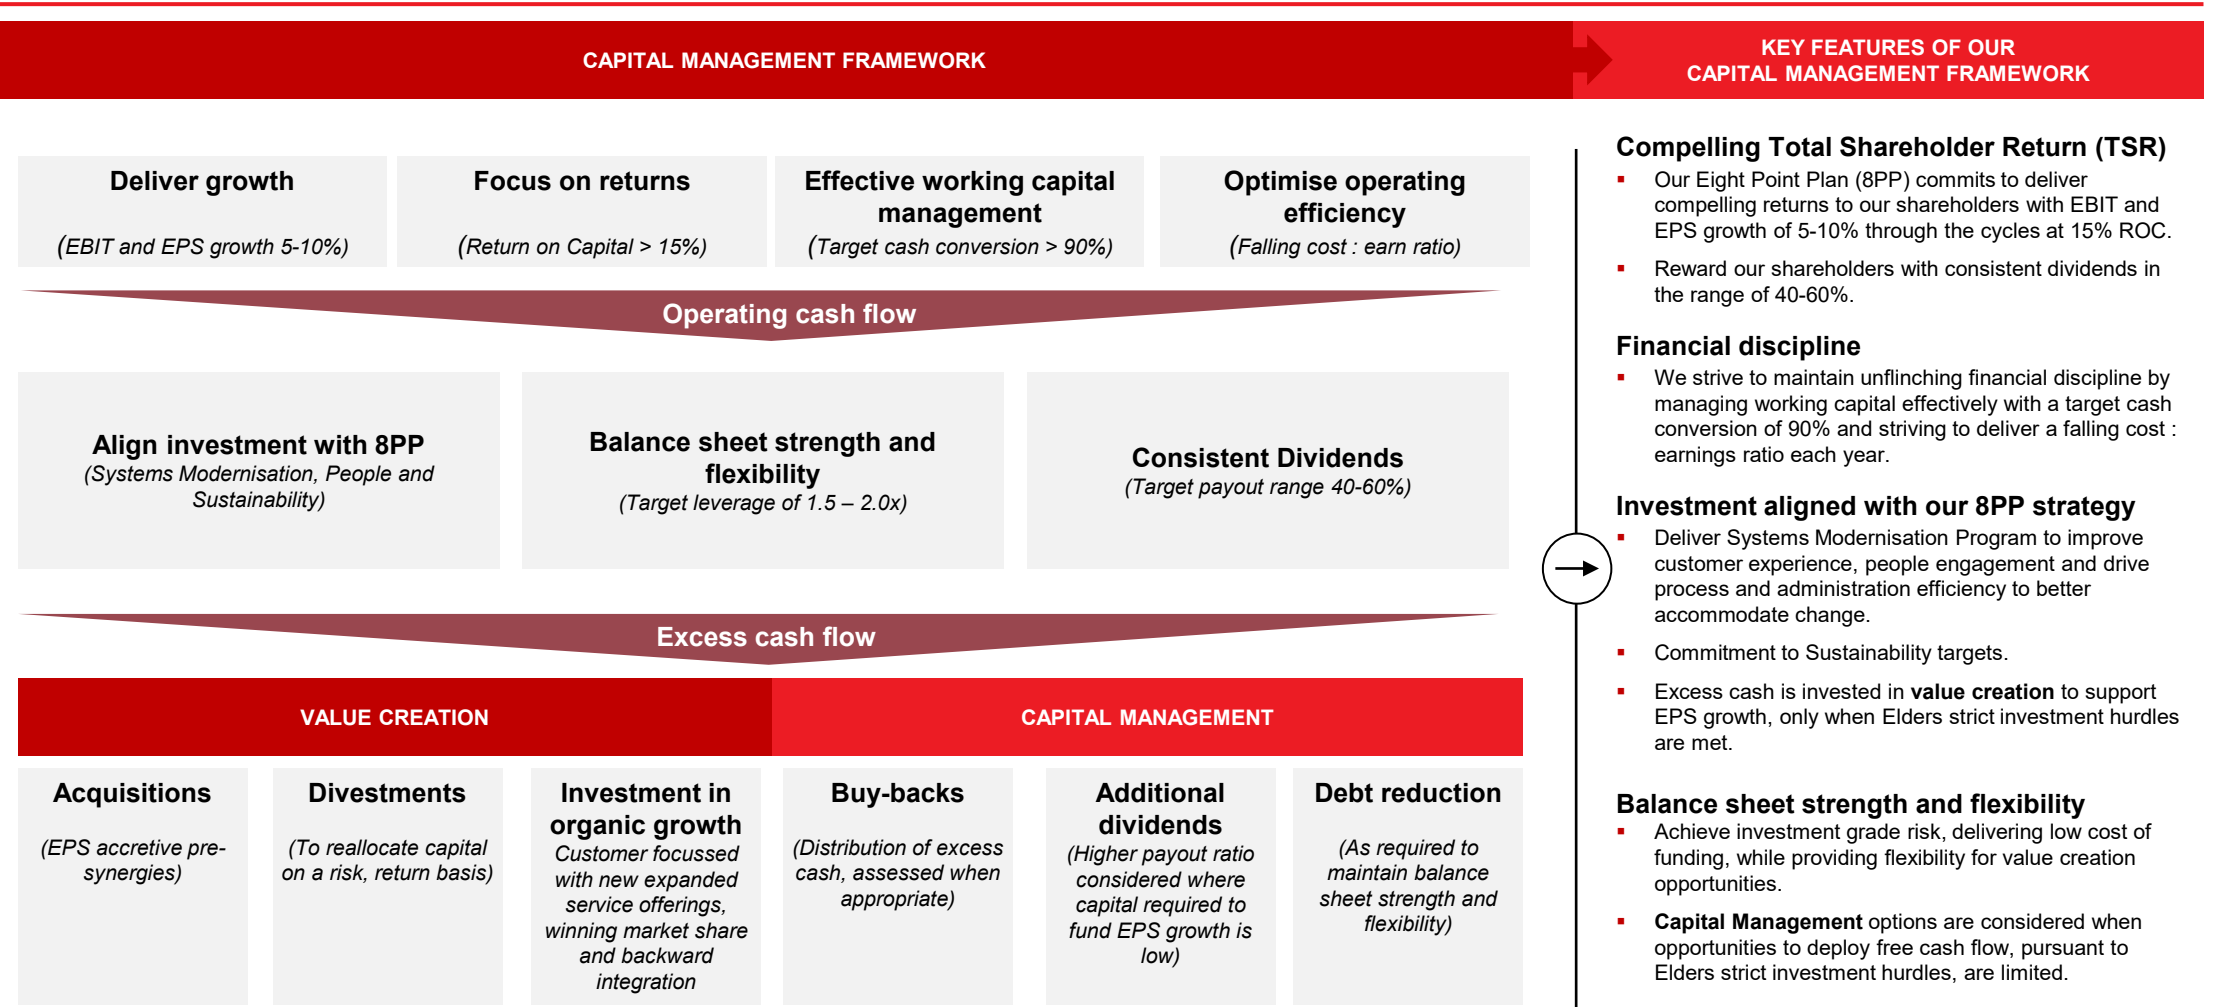 CAPITAL MANAGEMENT FRAMEWORK
KEY FEATURES OF OUR
CAPITAL MANAGEMENT FRAMEWORK
Deliver growth
(EBIT and EPS growth 5-10%)
Focus on returns
(Return on Capital > 15%)
Effective working capital
management
(Target cash conversion > 90%)
Optimise operating
efficiency
(Falling cost : earn ratio)
Operating cash flow
Align investment with 8PP
(Systems Modernisation, People and
Sustainability)
Balance sheet strength and
flexibility
(Target leverage of 1.5 – 2.0x)
Consistent Dividends
(Target payout range 40-60%)
Excess cash flow
VALUE CREATION
CAPITAL MANAGEMENT
Acquisitions
(EPS accretive pre-
synergies)
Divestments
(To reallocate capital
on a risk, return basis)
Investment in
organic growth
Customer focussed
with new expanded
service offerings,
winning market share
and backward
integration
Buy-backs
(Distribution of excess
cash, assessed when
appropriate)
Additional
dividends
(Higher payout ratio
considered where
capital required to
fund EPS growth is
low)
Debt reduction
(As required to
maintain balance
sheet strength and
flexibility)
Compelling Total Shareholder Return (TSR)
▪ Our Eight Point Plan (8PP) commits to deliver
compelling returns to our shareholders with EBIT and
EPS growth of 5-10% through the cycles at 15% ROC.
▪ Reward our shareholders with consistent dividends in
the range of 40-60%.
Financial discipline
▪ We strive to maintain unflinching financial discipline by
managing working capital effectively with a target cash
conversion of 90% and striving to deliver a falling cost :
earnings ratio each year.
Investment aligned with our 8PP strategy
▪ Deliver Systems Modernisation Program to improve
customer experience, people engagement and drive
process and administration efficiency to better
accommodate change.
▪ Commitment to Sustainability targets.
▪ Excess cash is invested in value creation to support
EPS growth, only when Elders strict investment hurdles
are met.
Balance sheet strength and flexibility
▪ Achieve investment grade risk, delivering low cost of
funding, while providing flexibility for value creation
opportunities.
▪ Capital Management options are considered when
opportunities to deploy free cash flow, pursuant to
Elders strict investment hurdles, are limited.